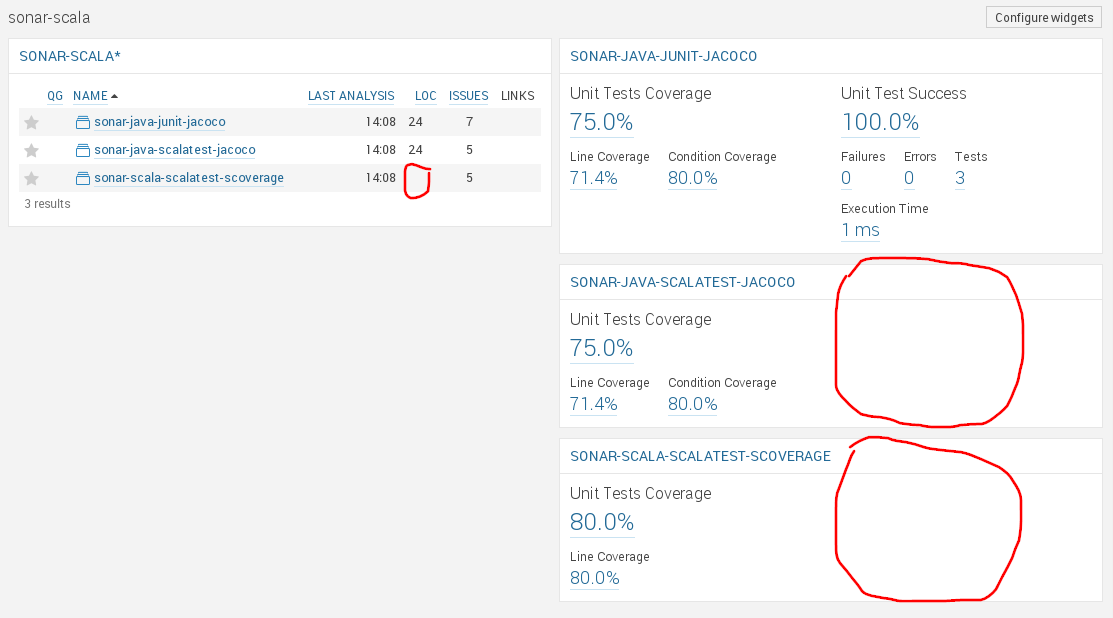 sonar-scala
Configure widgets
SONAR-SCALA*
QG NAME LAST ANALYSIS LOC ISSUES LINKS
sonar-java-junit-jacoco 14:08 24 7
sonar-java-scalatest-jacoco 14:08 24 5
sonar-scala-scalatest-scoverage 14:08 5
3 results
SONAR-JAVA-JUNIT-JACOCO
Unit Tests Coverage
75.0%
Line Coverage Condition Coverage
71.4% 80.0%
Unit Test Success
100.0%
Failures Errors Tests
0 0 3
Execution Time
1 ms
SONAR-JAVA-SCALATEST-JACOCO
Unit Tests Coverage
75.0%
Line Coverage Condition Coverage
71.4% 80.0%
SONAR-SCALA-SCALATEST-SCOVERAGE
Unit Tests Coverage
80.0%
Line Coverage
80.0%